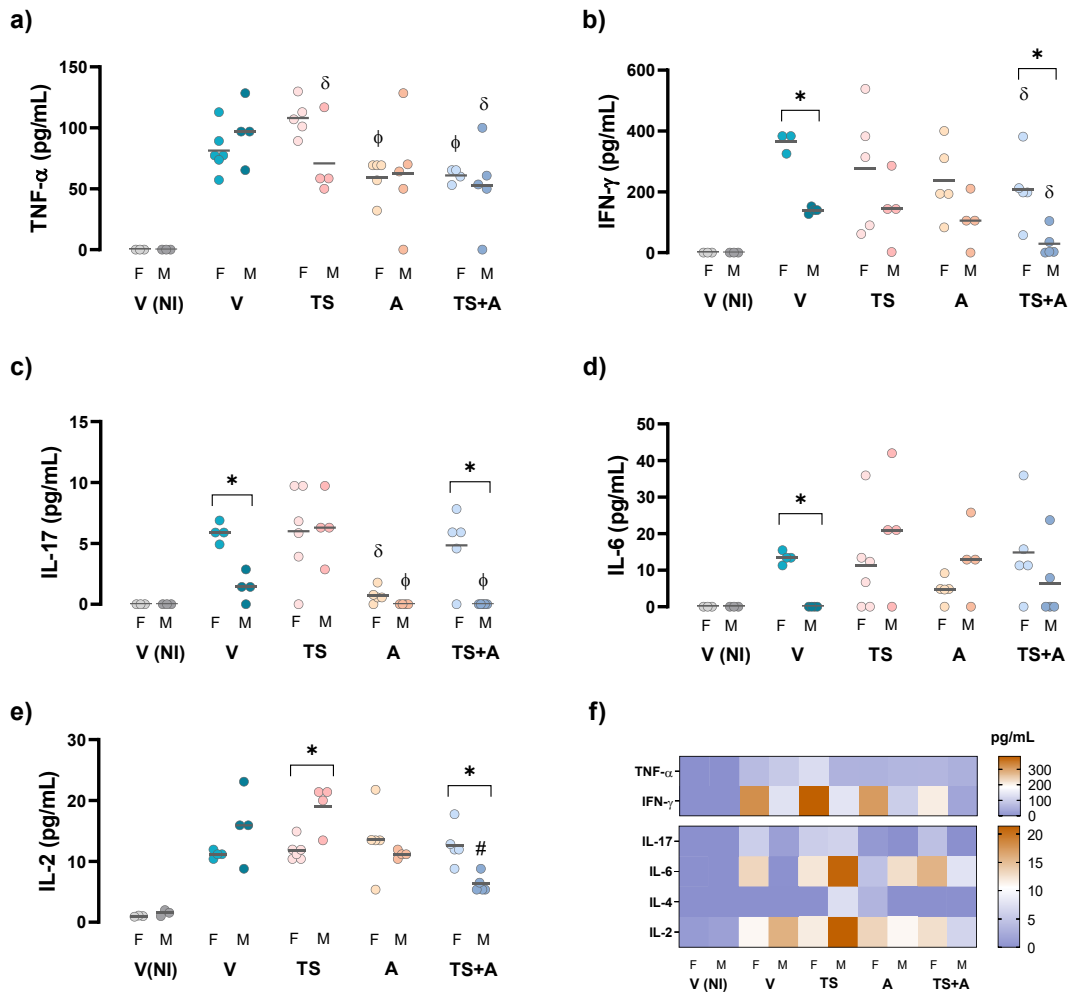 a)
TNF-α (pg/mL)
150
100
50
0
δ
ϕ
ϕ
δ
F M F M F M F M F M
V (NI) V TS A TS+A
b)
IFN-γ (pg/mL)
600
400
200
0
*
*
δ
δ
F M F M F M F M F M
V (NI) V TS A TS+A
c)
IL-17 (pg/mL)
15
10
5
0
*
*
δ
ϕ
ϕ
F M F M F M F M F M
V (NI) V TS A TS+A
d)
IL-6 (pg/mL)
50
40
30
20
10
0
*
F M F M F M F M F M
V (NI) V TS A TS+A
e)
IL-2 (pg/mL)
30
20
10
0
*
*
#
F M F M F M F M F M
V(NI) V TS A TS+A
f)
pg/mL
TNF-α
IFN-γ
300
200
100
0
IL-17
IL-6
IL-4
IL-2
20
15
10
5
0
F M F M F M F M F M
V (NI) V TS A TS+A